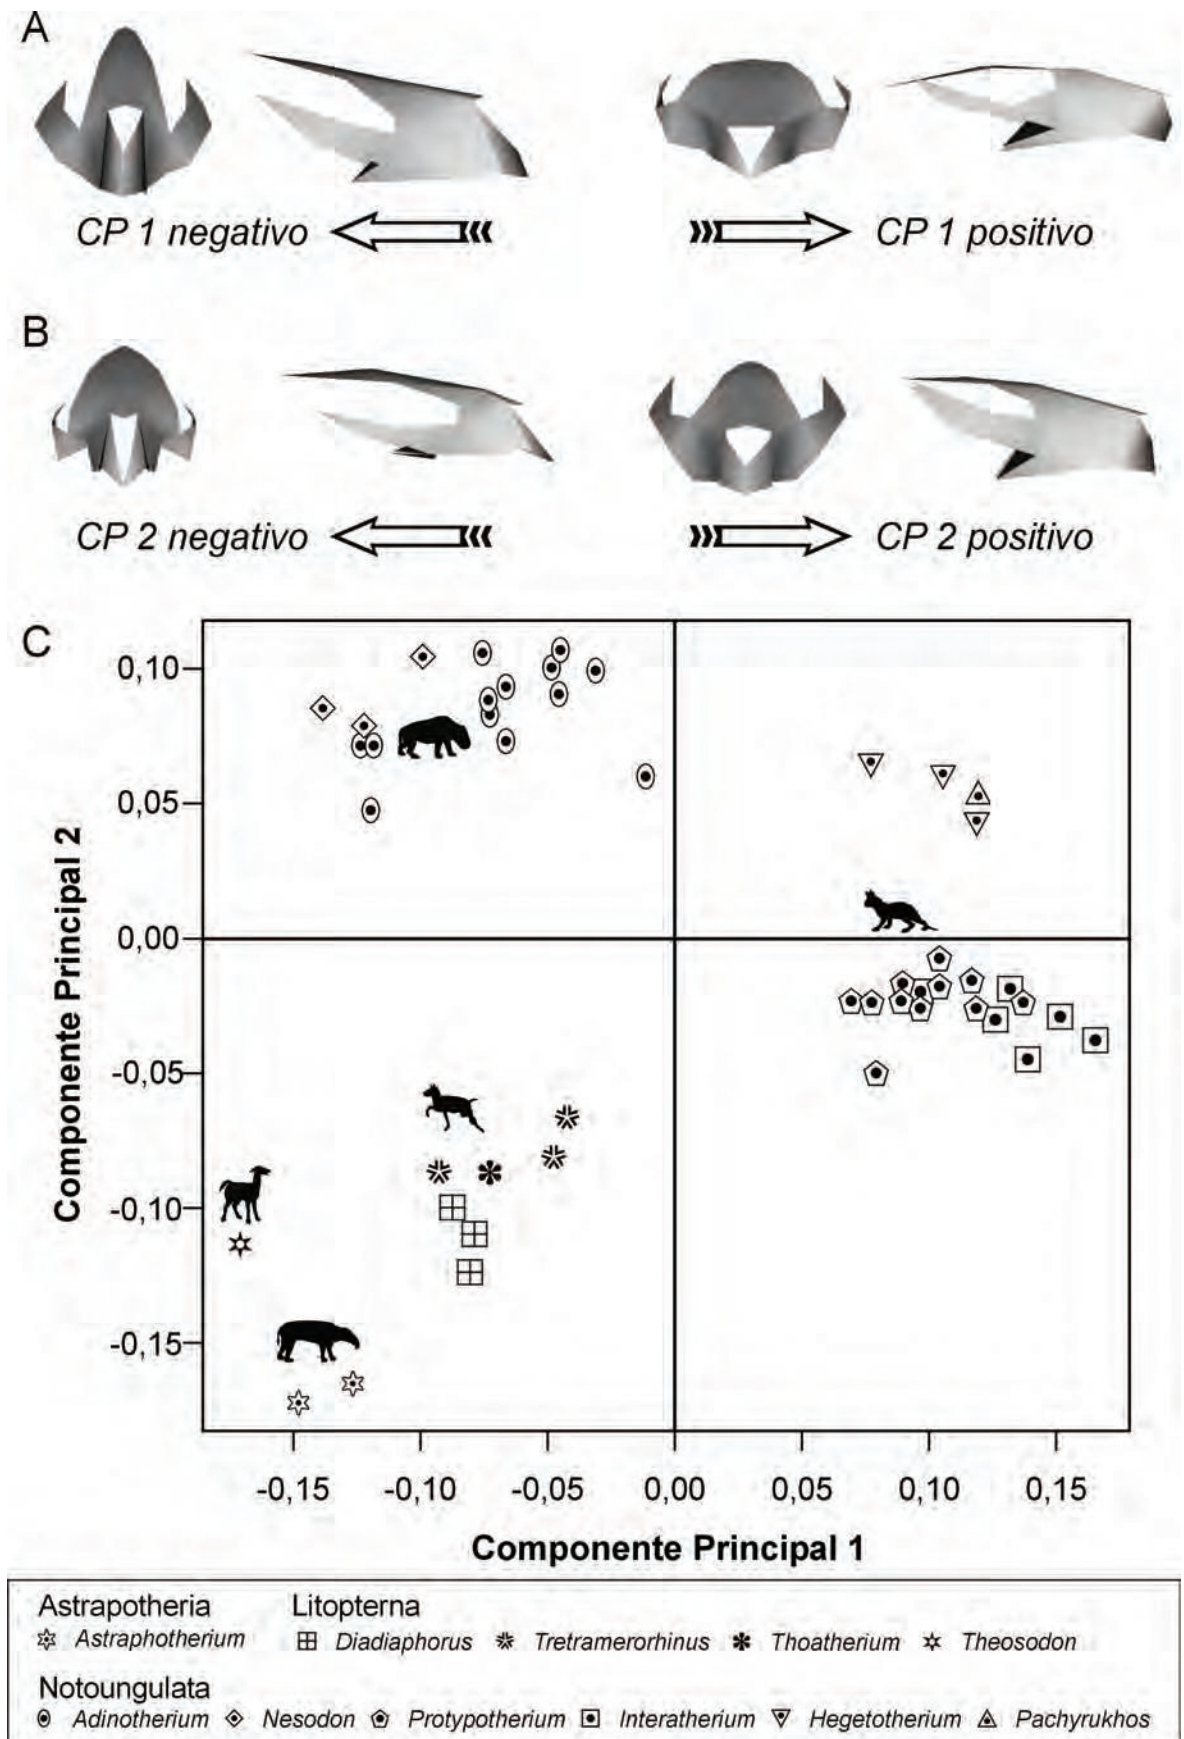 A
CP 1 negativo
CP 1 positivo
B
CP 2 negativo
CP 2 positivo
C
Componente Principal 2
0,10
0,05
0,00
-0,05
-0,10
-0,15
-0,15 -0,10 -0,05 0,00 0,05 0,10 0,15
Componente Principal 1
Astrapotheria Litopterna
Astraphotherium Diadiaphorus Tretramerorhinus Thoatherium Theosodon
Notoungulata
Adinotherium Nesodon Protypotherium Interatherium Hegetotherium Pachyrukhos